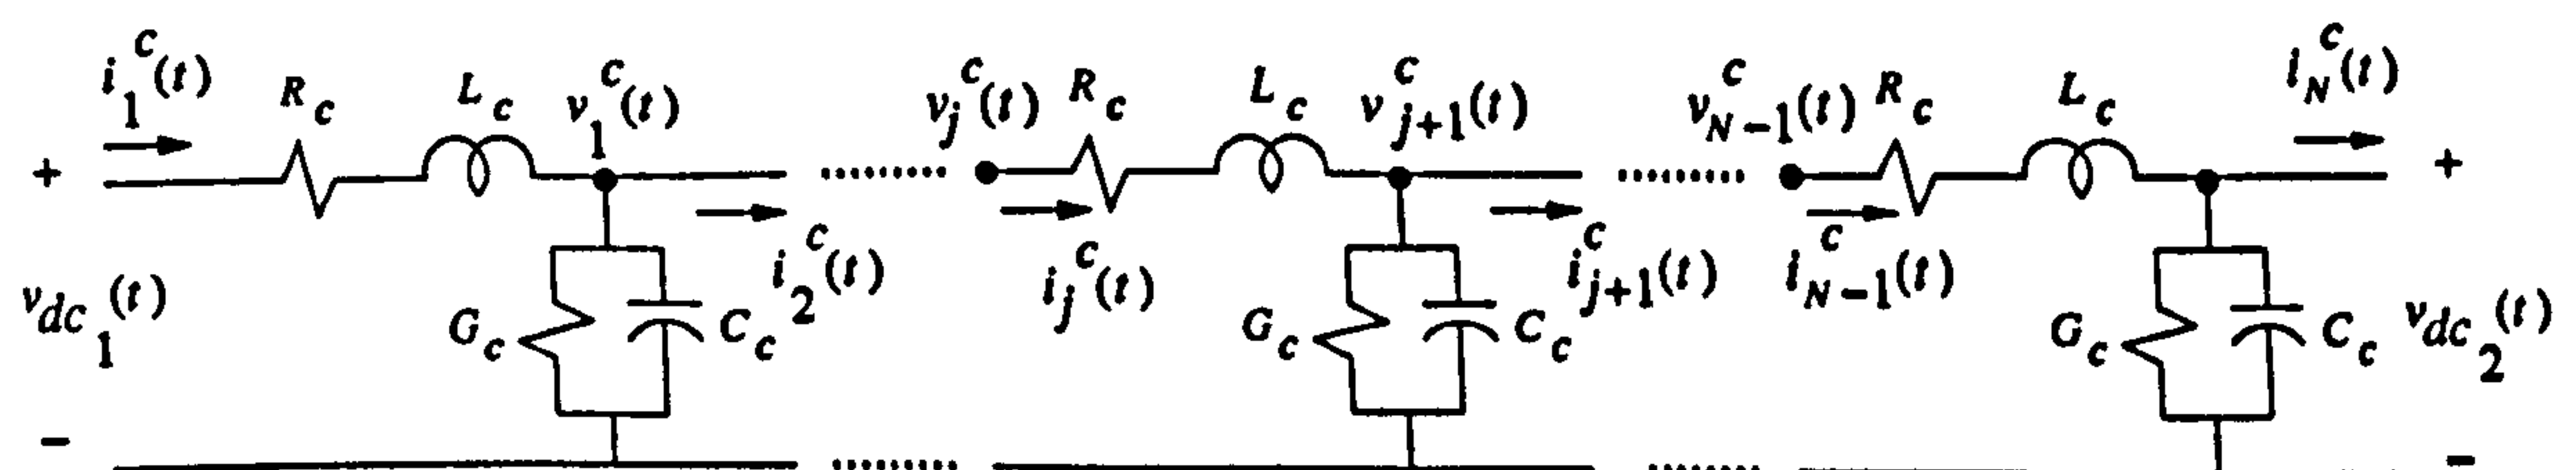 i_1^c(t) R_c L_c v_1^c(t) v_j^c(t) R_c L_c v_{j+1}^c(t) v_{N-1}^c(t) R_c L_c i_N^c(t)
+ +
i_2^c(t) i_j^c(t) i_{j+1}^c(t) i_{N-1}^c(t)
v_{dc_1}(t) G_c C_c G_c C_c G_c C_c v_{dc_2}(t)
- -